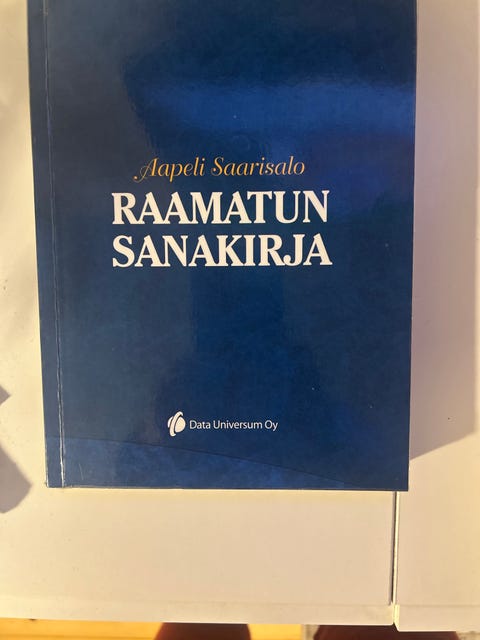 Aapeli Saarisalo
RAAMATUN
SANAKIRJA
Data Universum Oy